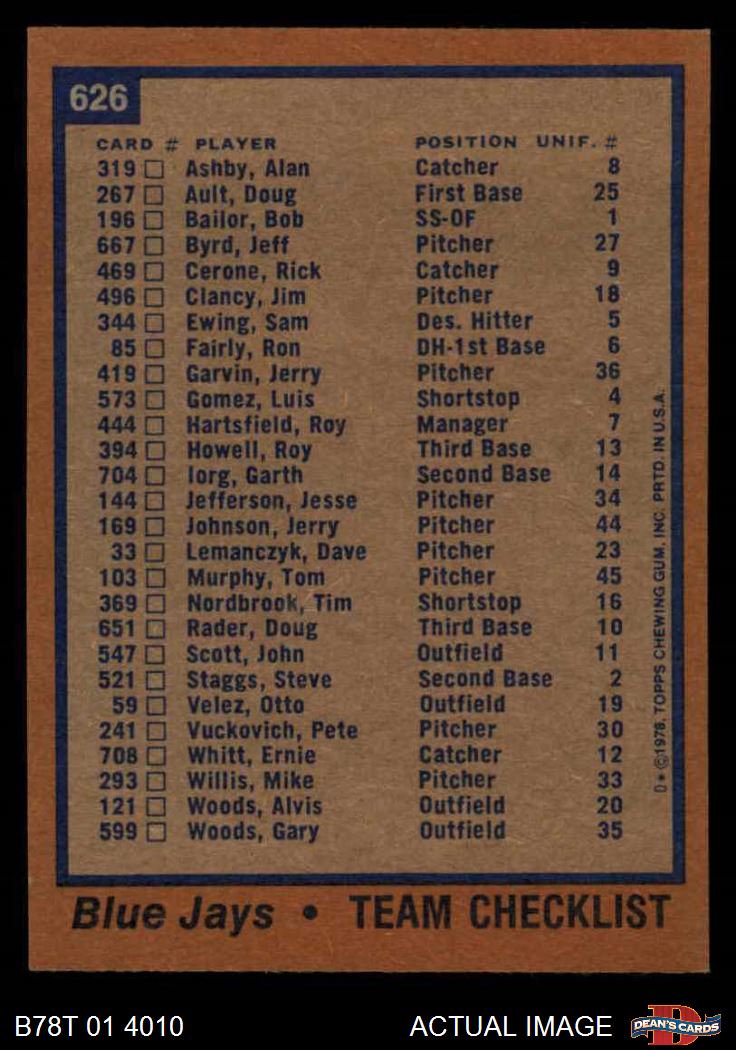 626
CARD # PLAYER POSITION UNIF. #
319 Ashby, Alan Catcher 8
267 Ault, Doug First Base 25
196 Bailor, Bob SS-OF 1
667 Byrd, Jeff Pitcher 27
469 Cerone, Rick Catcher 9
496 Clancy, Jim Pitcher 18
344 Ewing, Sam Des. Hitter 5
85 Fairly, Ron DH-1st Base 6
419 Garvin, Jerry Pitcher 36
573 Gomez, Luis Shortstop 4
444 Hartsfield, Roy Manager 7
394 Howell, Roy Third Base 13
704 Iorg, Garth Second Base 14
144 Jefferson, Jesse Pitcher 34
169 Johnson, Jerry Pitcher 44
33 Lemanczyk, Dave Pitcher 23
103 Murphy, Tom Pitcher 45
369 Nordbrook, Tim Shortstop 16
651 Rader, Doug Third Base 10
547 Scott, John Outfield 11
521 Staggs, Steve Second Base 2
59 Velez, Otto Outfield 19
241 Vuckovich, Pete Pitcher 30
708 Whitt, Ernie Catcher 12
293 Willis, Mike Pitcher 33
121 Woods, Alvis Outfield 20
599 Woods, Gary Outfield 35
D★ ©1978, TOPPS CHEWING GUM, INC. PRTD. IN U.S.A.
Blue Jays • TEAM CHECKLIST
B78T 01 4010 ACTUAL IMAGE D DEAN'S CARDS